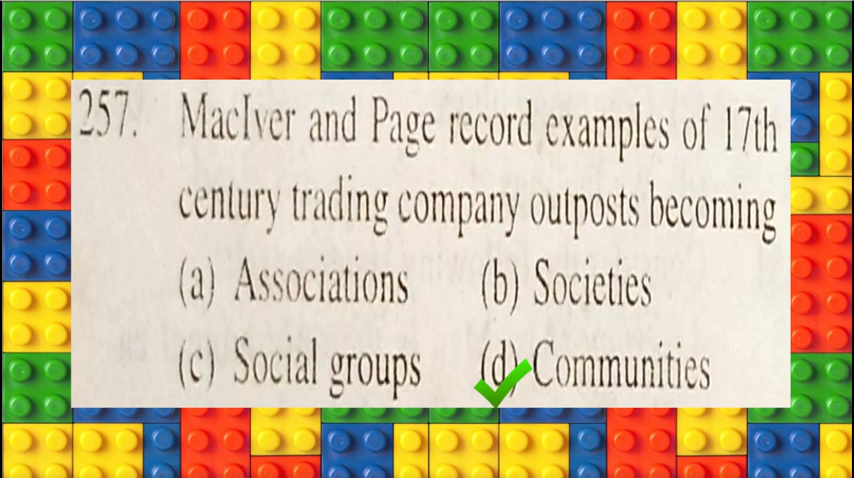 257. MacIver and Page record examples of 17th
century trading company outposts becoming
(a) Associations (b) Societies
(c) Social groups (d) Communities